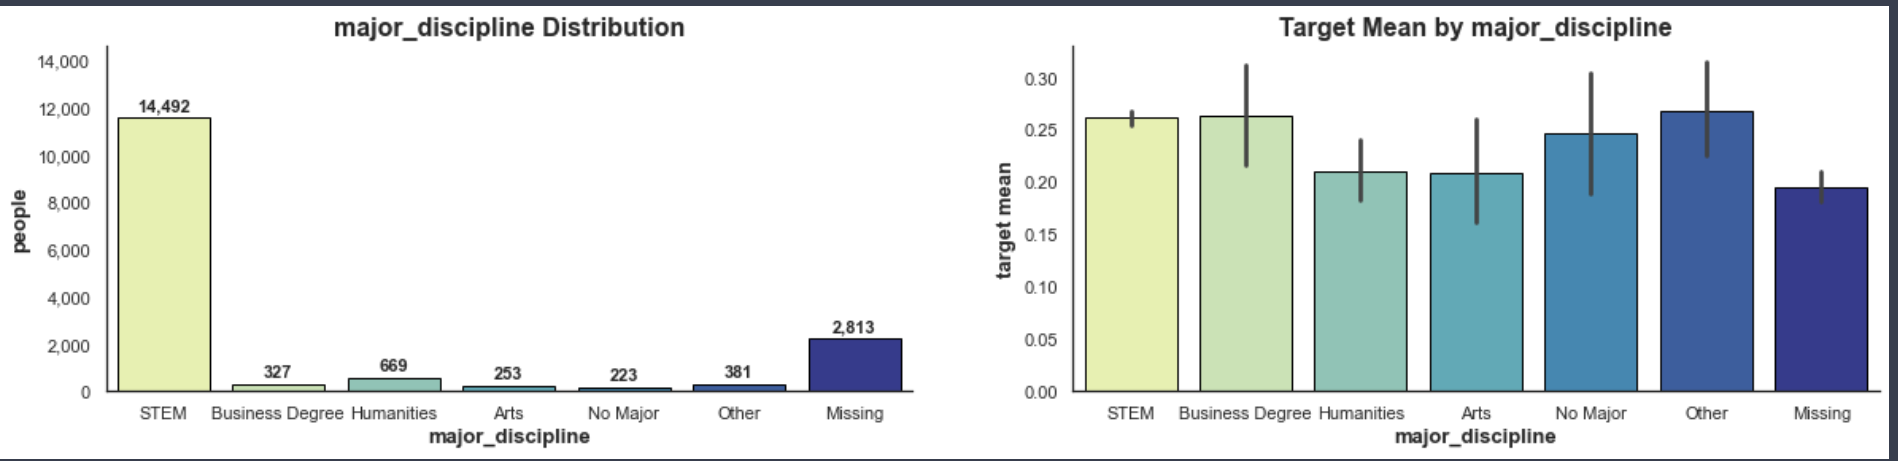 major_discipline Distribution
14,000
12,000
10,000
8,000
6,000
4,000
2,000
0
people
14,492
327
669
253
223
381
2,813
STEM Business Degree Humanities Arts No Major Other Missing
major_discipline
Target Mean by major_discipline
0.30
0.25
0.20
0.15
0.10
0.05
0.00
target mean
STEM Business Degree Humanities Arts No Major Other Missing
major_discipline